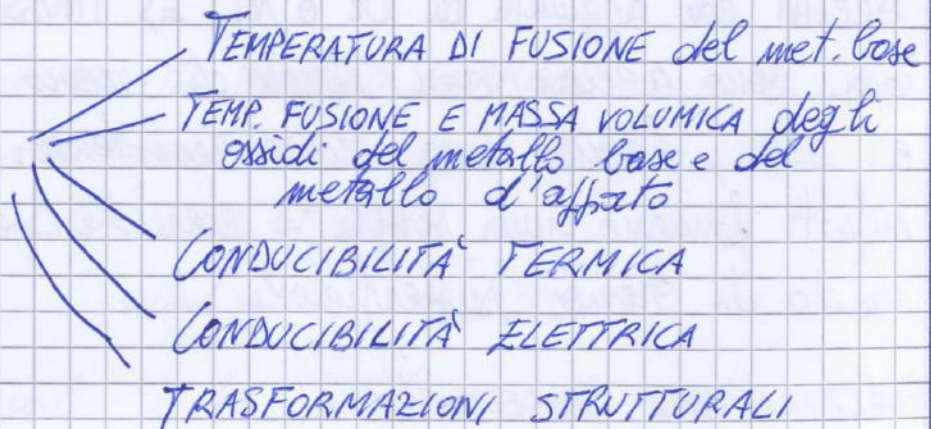 TEMPERATURA DI FUSIONE del met. base
TEMP. FUSIONE E MASSA VOLUMICA degli
ossidi del metallo base e del
metallo d'apporto
CONDUCIBILITÀ TERMICA
CONDUCIBILITÀ ELETTRICA
TRASFORMAZIONI STRUTTURALI